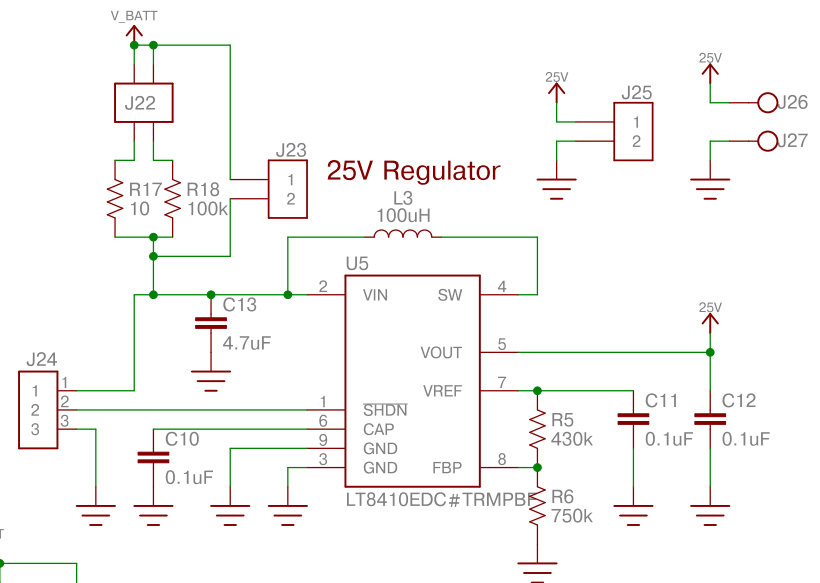 V_BATT
J22
J23
1
2
R17
10
R18
100k
25V Regulator
25V
J25
1
2
25V
J26
J27
L3
100uH
U5
2
VIN
SW
4
C13
4.7uF
VOUT
5
25V
VREF
7
J24
1
2
3
1
2
3
1
SHDN
6
CAP
9
GND
3
GND
FBP
8
C10
0.1uF
R5
430k
C11
0.1uF
C12
0.1uF
LT8410EDC#TRMPBF
R6
750k
T